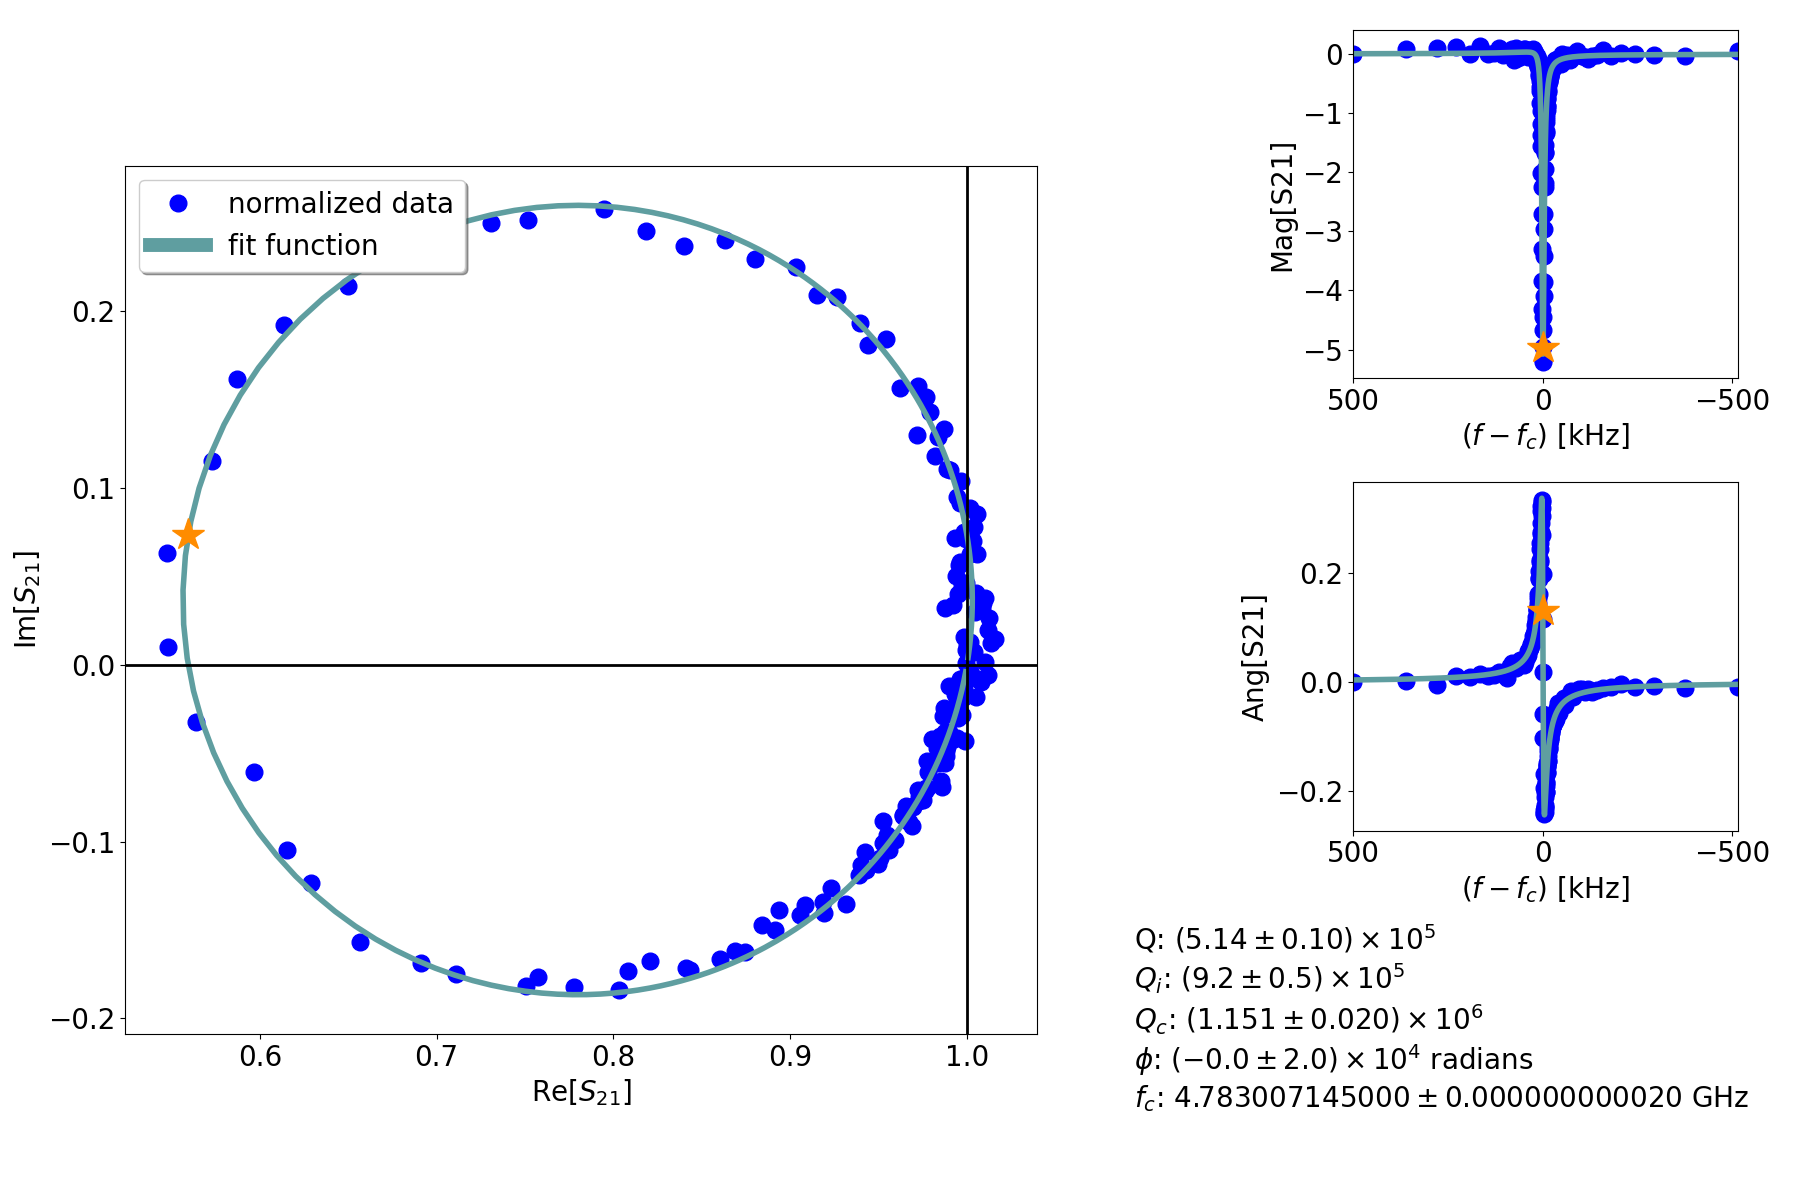 normalized data
fit function
Im[S21]
0.2
0.1
0.0
−0.1
−0.2
0.6 0.7 0.8 0.9 1.0
Re[S21]
Mag[S21]
0
−1
−2
−3
−4
−5
500 0 −500
(f − fc) [kHz]
Ang[S21]
0.2
0.0
−0.2
500 0 −500
(f − fc) [kHz]
Q: (5.14 ± 0.10) × 10^5
Qi: (9.2 ± 0.5) × 10^5
Qc: (1.151 ± 0.020) × 10^6
ϕ: (−0.0 ± 2.0) × 10^4 radians
fc: 4.783007145000 ± 0.000000000020 GHz